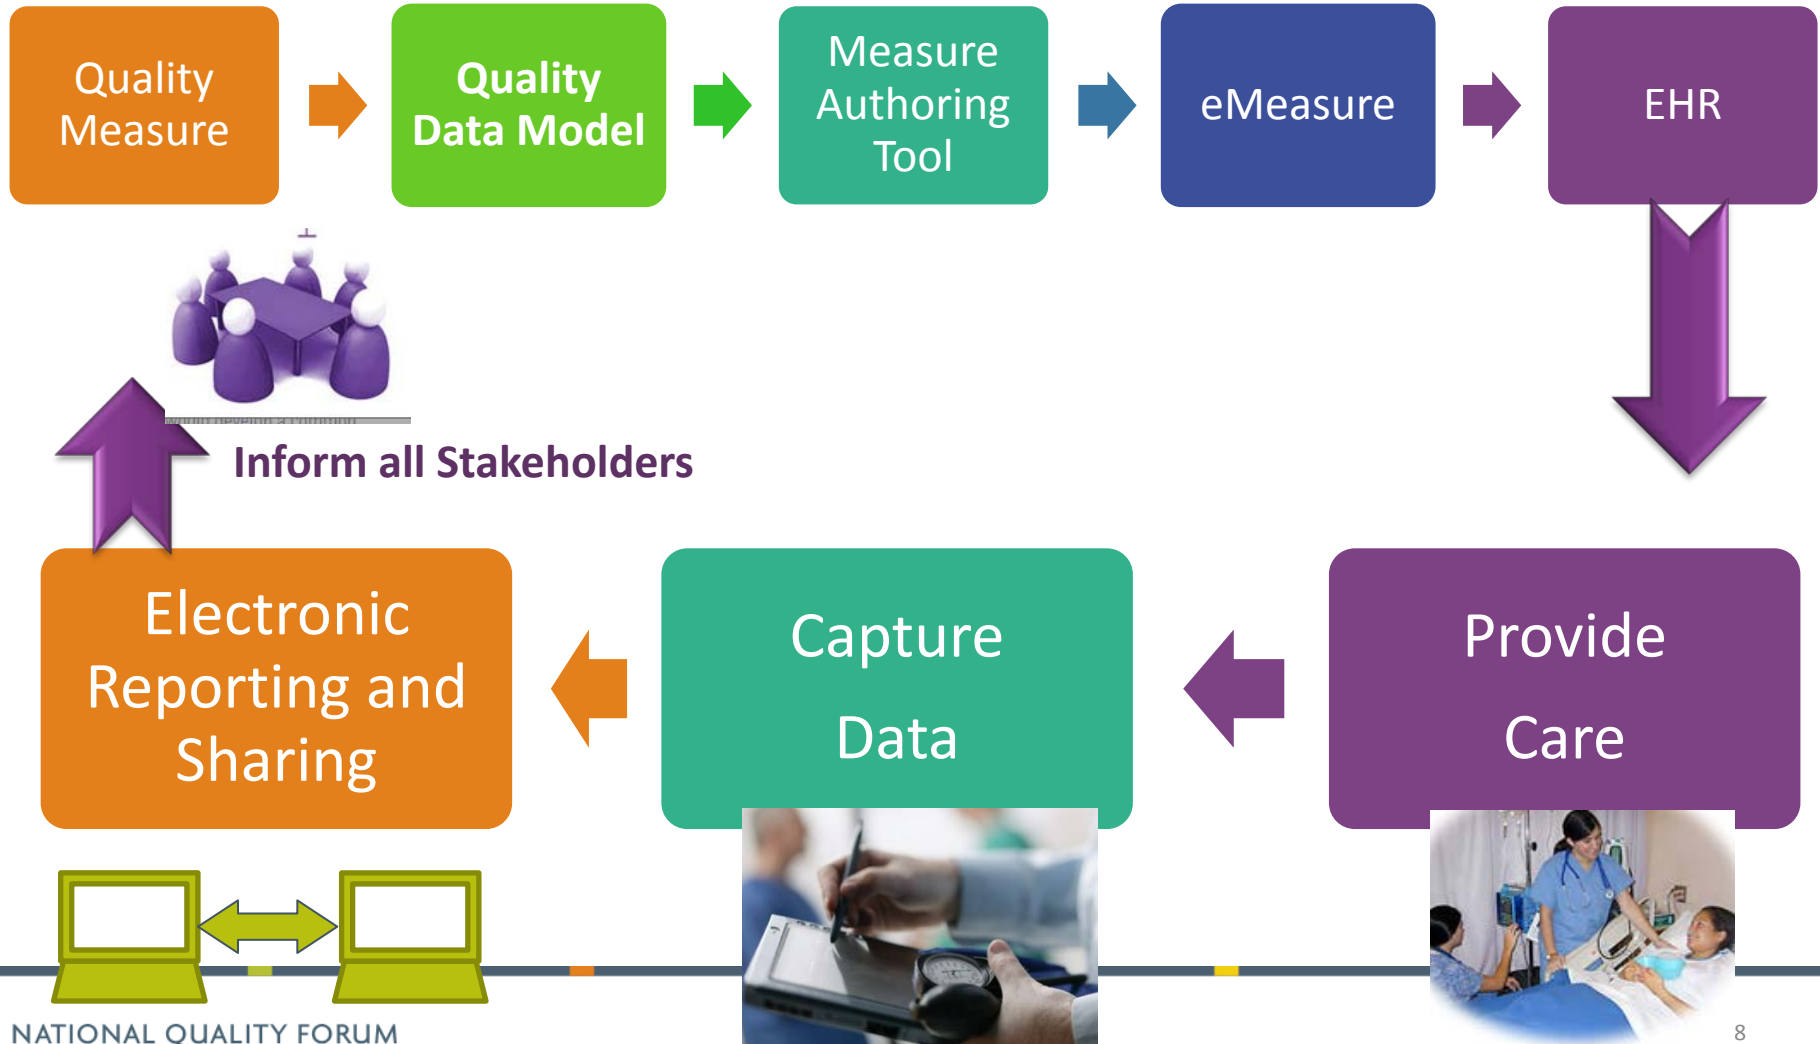 Quality
Measure
Quality
Data Model
Measure
Authoring
Tool
eMeasure
EHR
Inform all Stakeholders
Electronic
Reporting and
Sharing
Capture
Data
Provide
Care
NATIONAL QUALITY FORUM
8